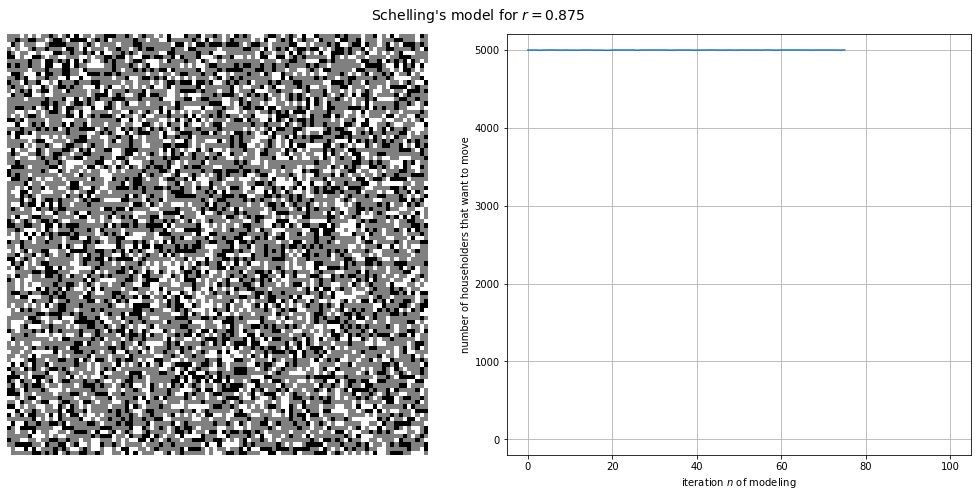 Schelling's model for r = 0.875
number of householders that want to move
5000
4000
3000
2000
1000
0
0 20 40 60 80 100
iteration n of modeling